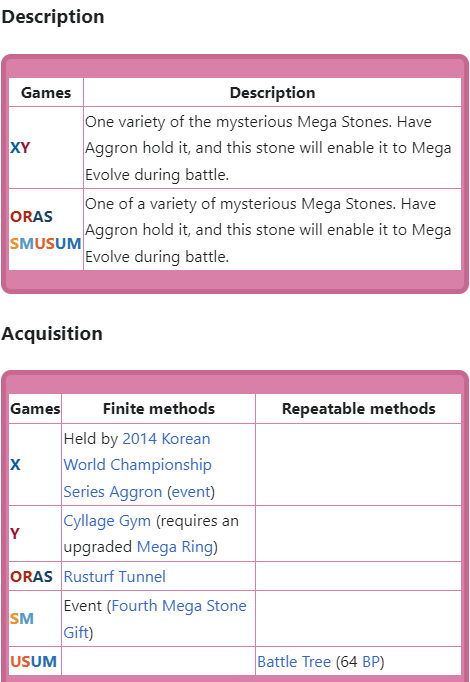 Description
Games Description
XY
One variety of the mysterious Mega Stones. Have
Aggron hold it, and this stone will enable it to Mega
Evolve during battle.
ORAS
SMUSUM
One of a variety of mysterious Mega Stones. Have
Aggron hold it, and this stone will enable it to Mega
Evolve during battle.
Acquisition
Games Finite methods Repeatable methods
X
Held by 2014 Korean
World Championship
Series Aggron (event)
Y
Cyllage Gym (requires an
upgraded Mega Ring)
ORAS Rusturf Tunnel
SM
Event (Fourth Mega Stone
Gift)
USUM Battle Tree (64 BP)